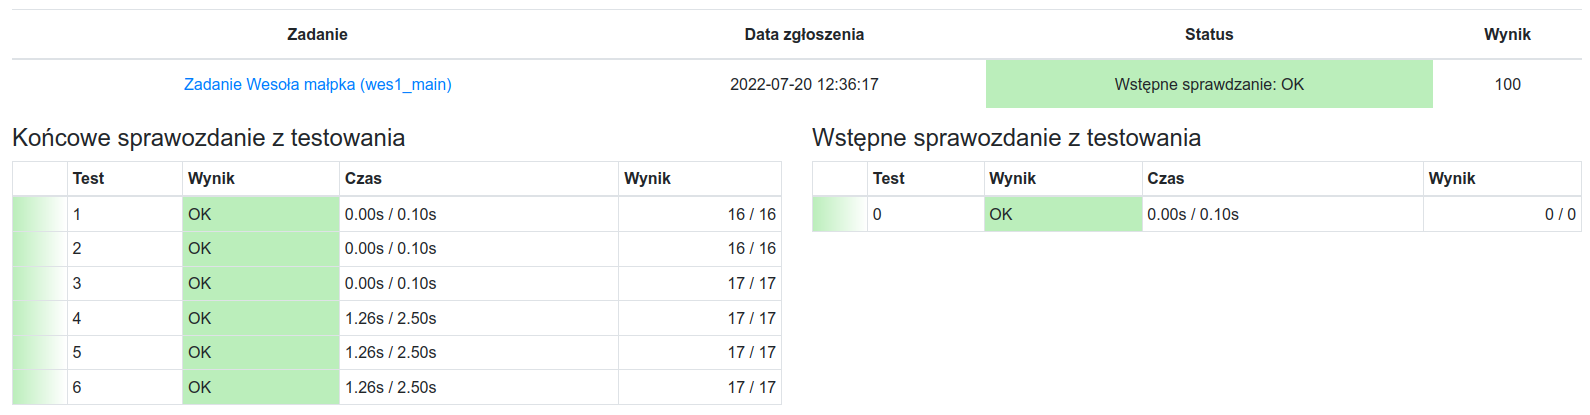 Zadanie Data zgłoszenia Status Wynik
Zadanie Wesoła małpka (wes1_main) 2022-07-20 12:36:17 Wstępne sprawdzanie: OK 100
Końcowe sprawozdanie z testowania
Test Wynik Czas Wynik
1 OK 0.00s / 0.10s 16 / 16
2 OK 0.00s / 0.10s 16 / 16
3 OK 0.00s / 0.10s 17 / 17
4 OK 1.26s / 2.50s 17 / 17
5 OK 1.26s / 2.50s 17 / 17
6 OK 1.26s / 2.50s 17 / 17
Wstępne sprawozdanie z testowania
Test Wynik Czas Wynik
0 OK 0.00s / 0.10s 0 / 0